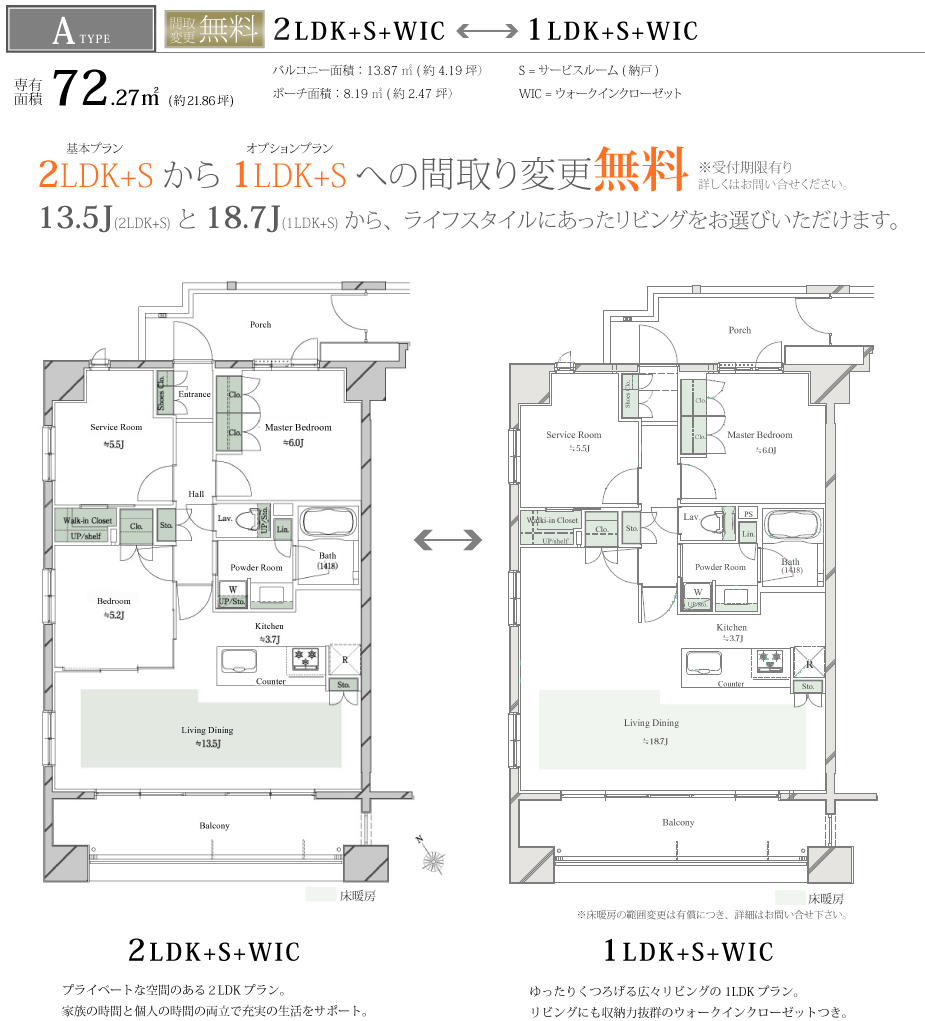 A TYPE
間取変更 無料
2LDK+S+WIC ⟷ 1LDK+S+WIC
専有面積 72.27㎡ (約21.86坪)
バルコニー面積：13.87㎡(約4.19坪)
S＝サービスルーム(納戸)
ポーチ面積：8.19㎡(約2.47坪)
WIC＝ウォークインクローゼット
基本プラン
オプションプラン
2LDK+S から 1LDK+S への間取り変更無料
※受付期限有り
詳しくはお問い合せください。
13.5J(2LDK+S) と 18.7J(1LDK+S) から、ライフスタイルにあったリビングをお選びいただけます。
Porch
Entrance
Shoes Clo.
Clo.
Clo.
Service Room
≒5.5J
Master Bedroom
≒6.0J
Hall
Walk-in Closet
UP/shelf
Clo.
Sto.
Lav.
UP/Sto.
Lin.
Bath
(1418)
Powder Room
W
UP/Sto.
Bedroom
≒5.2J
Kitchen
≒3.7J
R
Counter
Sto.
Living Dining
≒13.5J
Balcony
N
床暖房
Porch
Shoes Clo.
Clo.
Clo.
Service Room
≒5.5J
Master Bedroom
≒6.0J
Walki-in Closet
UP/shelf
Clo.
Sto.
Lav.
PS
Lin.
Bath
(1418)
Powder Room
W
UP/Sto.
Kitchen
≒3.7J
R
Counter
Sto.
Living Dining
≒18.7J
Balcony
床暖房
※床暖房の範囲変更は有償につき、詳細はお問い合せ下さい。
2LDK+S+WIC
プライベートな空間のある2LDKプラン。
家族の時間と個人の時間の両立で充実の生活をサポート。
1LDK+S+WIC
ゆったりくつろげる広々リビングの1LDKプラン。
リビングにも収納力抜群のウォークインクローゼットつき。